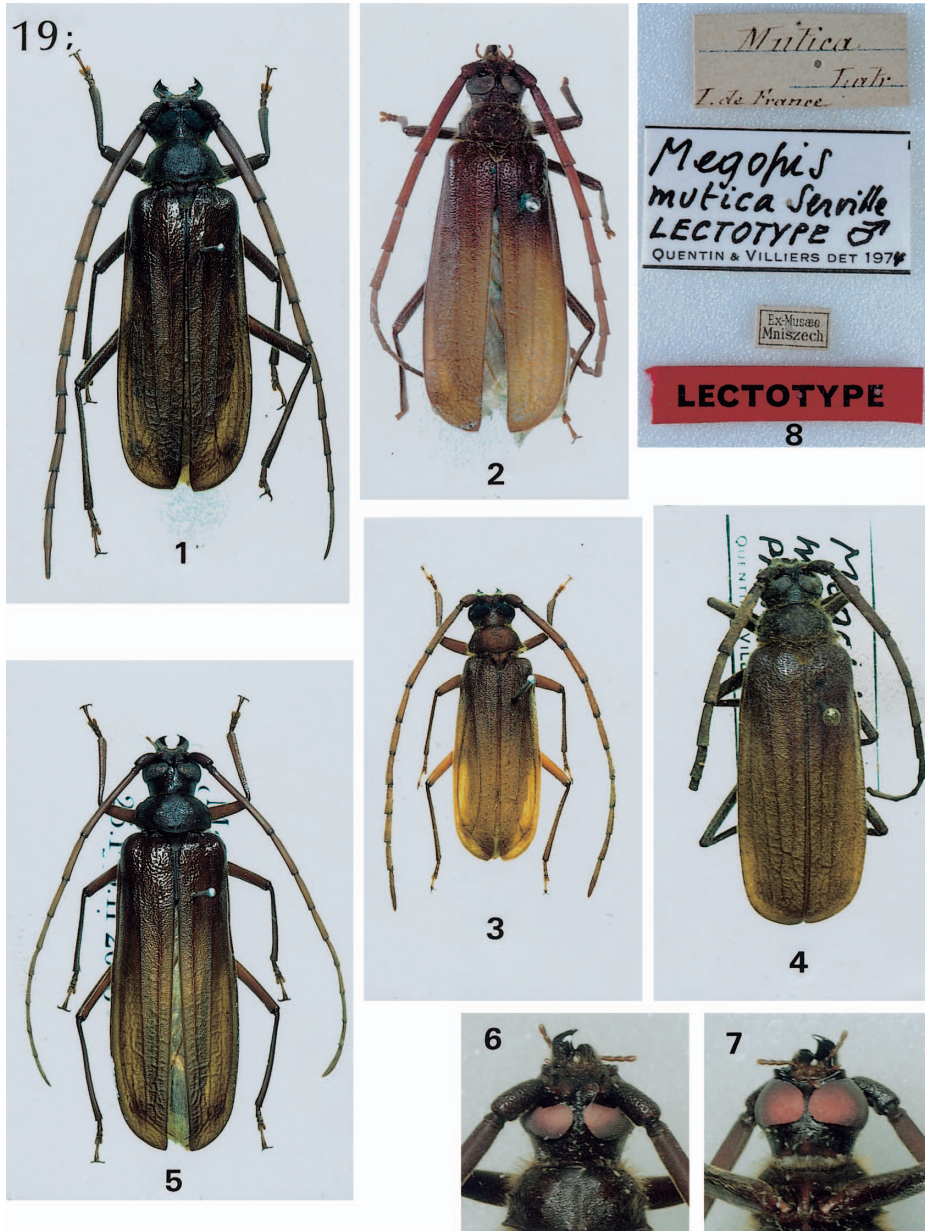 19;
1
2
Mutica
Latr
I. de France
Megopis
mutica Serville
LECTOTYPE ♂
QUENTIN & VILLIERS DET 1974
Ex-Musæo
Mniszech
LECTOTYPE
8
3
4
5
6
7